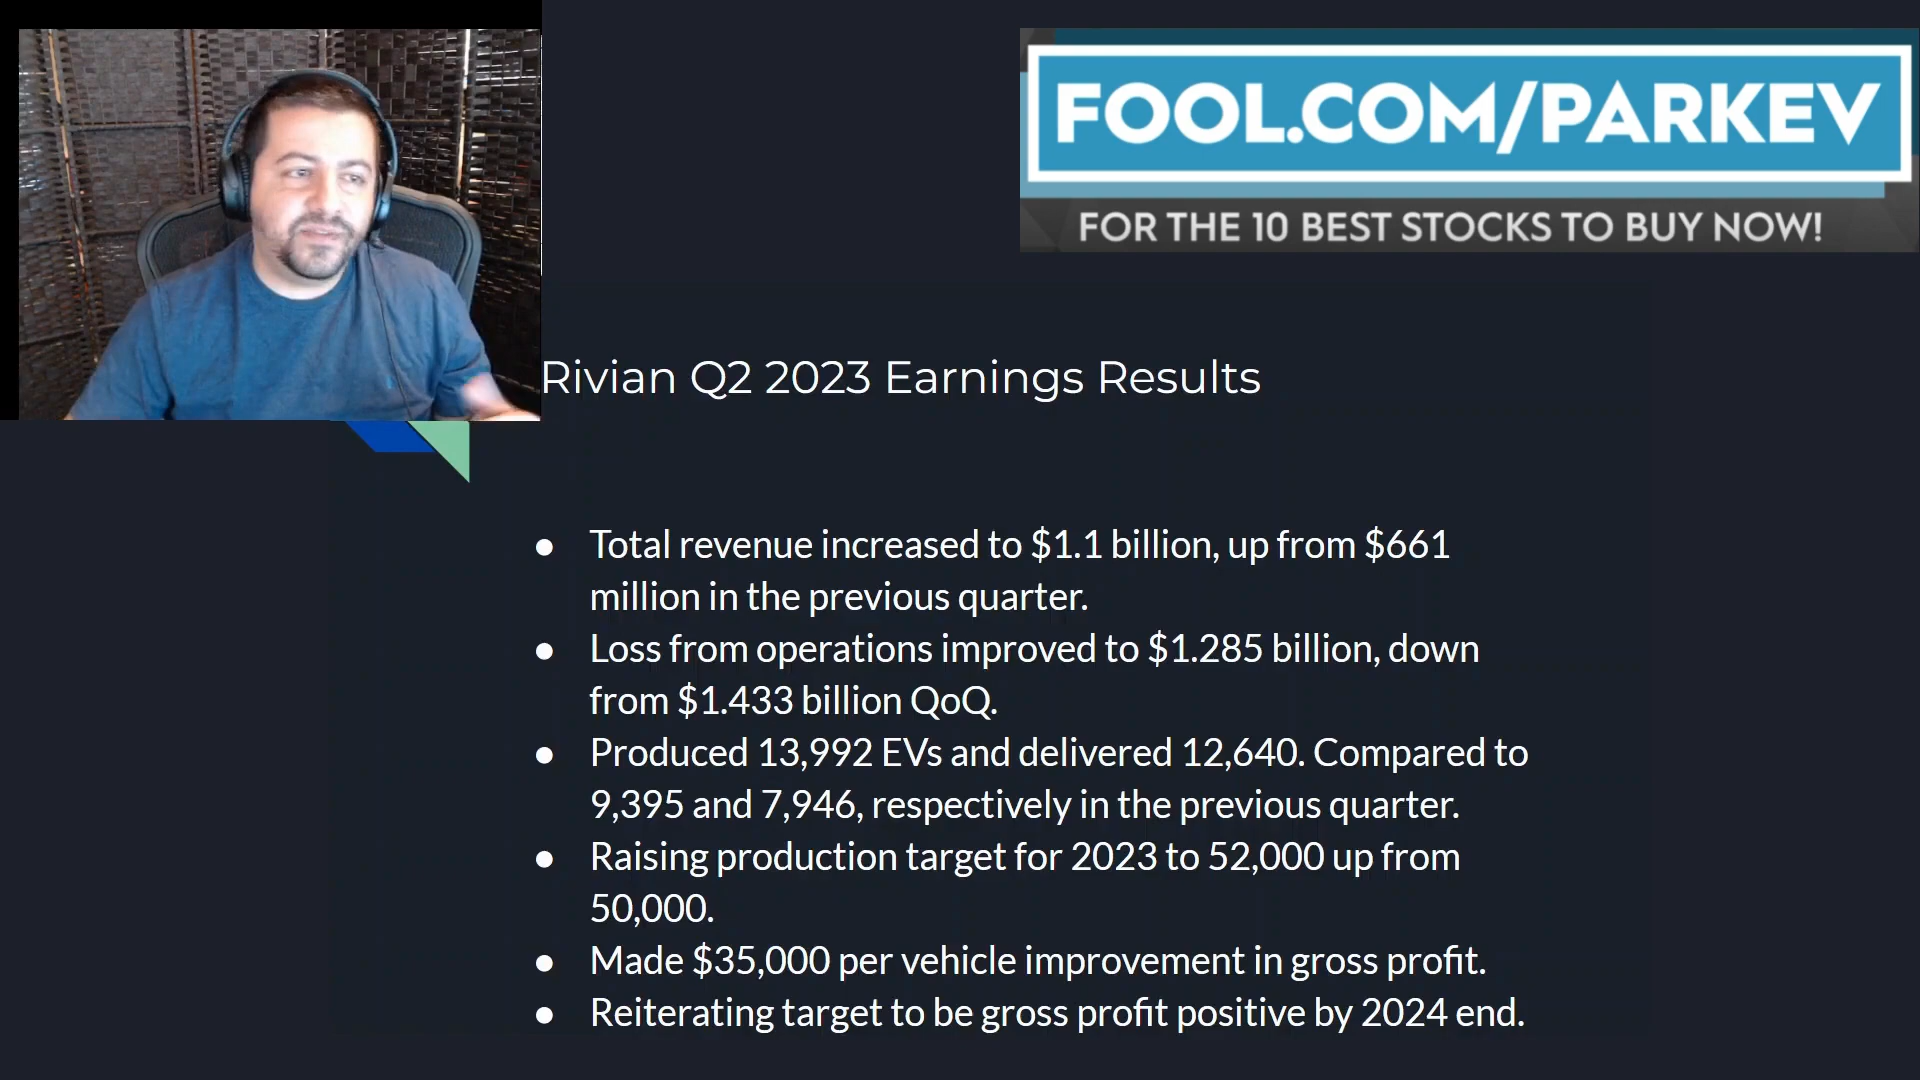 FOOL.COM/PARKEV
FOR THE 10 BEST STOCKS TO BUY NOW!
Rivian Q2 2023 Earnings Results
● Total revenue increased to $1.1 billion, up from $661
million in the previous quarter.
● Loss from operations improved to $1.285 billion, down
from $1.433 billion QoQ.
● Produced 13,992 EVs and delivered 12,640. Compared to
9,395 and 7,946, respectively in the previous quarter.
● Raising production target for 2023 to 52,000 up from
50,000.
● Made $35,000 per vehicle improvement in gross profit.
● Reiterating target to be gross profit positive by 2024 end.